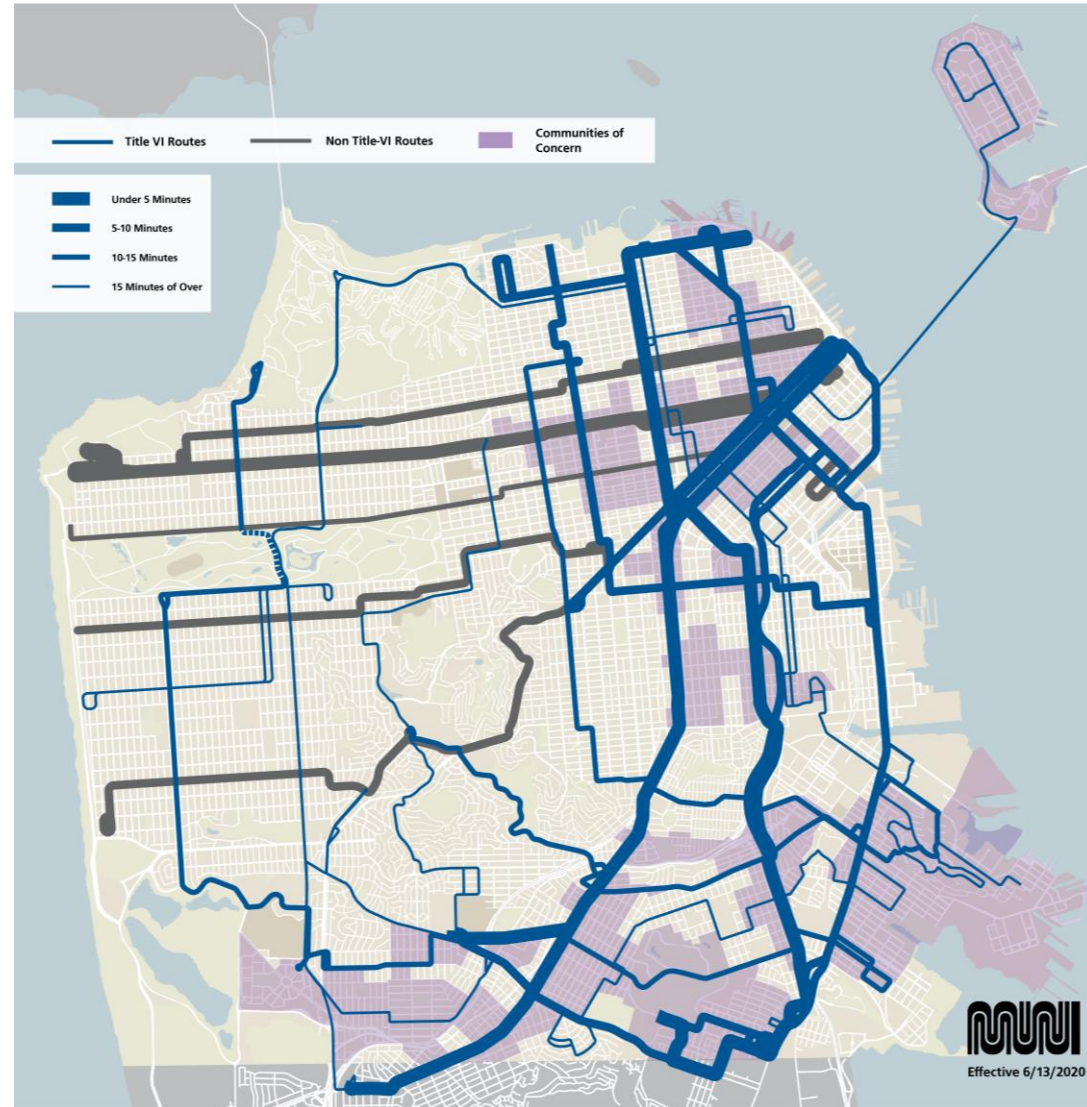 Title VI Routes
Non Title-VI Routes
Communities of
Concern
Under 5 Minutes
5-10 Minutes
10-15 Minutes
15 Minutes of Over
MUNI
Effective 6/13/2020